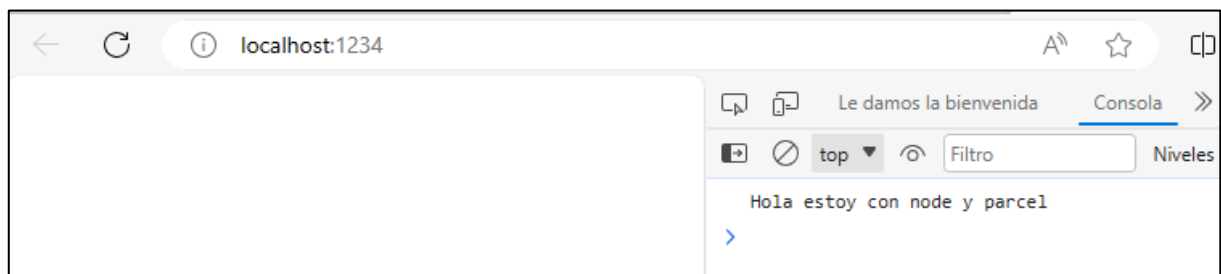 localhost:1234
Le damos la bienvenida Consola
top Filtro Niveles
Hola estoy con node y parcel